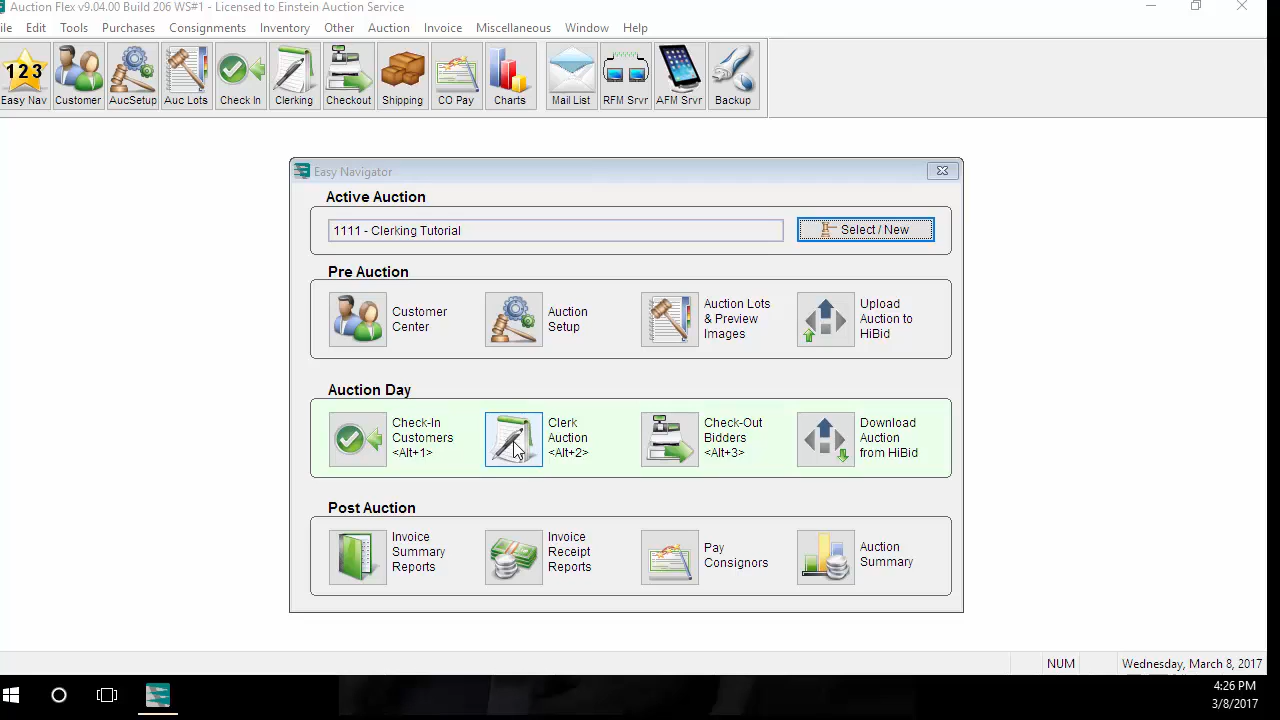 Auction Flex v9.04.00 Build 206 WS#1 - Licensed to Einstein Auction Service
ile Edit Tools Purchases Consignments Inventory Other Auction Invoice Miscellaneous Window Help
123
Easy Nav Customer AucSetup Auc Lots Check In Clerking Checkout Shipping CO Pay Charts Mail List RFM Srvr AFM Srvr Backup
Easy Navigator
Active Auction
1111 - Clerking Tutorial
Select / New
Pre Auction
Customer
Center
Auction
Setup
Auction Lots
& Preview
Images
Upload
Auction to
HiBid
Auction Day
Check-In
Customers
<Alt+1>
Clerk
Auction
<Alt+2>
Check-Out
Bidders
<Alt+3>
Download
Auction
from HiBid
Post Auction
Invoice
Summary
Reports
Invoice
Receipt
Reports
Pay
Consignors
Auction
Summary
NUM
Wednesday, March 8, 2017
4:26 PM
3/8/2017